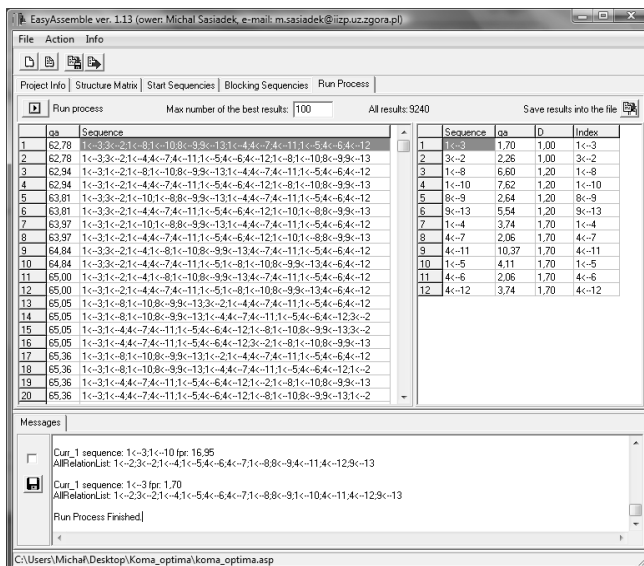 EasyAssemble ver. 1.13 (ower: Michal Sasiadek, e-mail: m.sasiadek@iizp.uz.zgora.pl)
File Action Info
Project Info Structure Matrix Start Sequencies Blocking Sequencies Run Process
Run process Max number of the best results: 100 All results: 9240 Save results into the file
qa Sequence
1 62,78 1<--3;3<--2;1<--8;1<--10;8<--9;9<--13;1<--4;4<--7;4<--11;1<--5;4<--6;4<--12
2 62,78 1<--3;3<--2;1<--4;4<--7;4<--11;1<--5;4<--6;4<--12;1<--8;1<--10;8<--9;9<--13
3 62,94 1<--3;1<--2;1<--8;1<--10;8<--9;9<--13;1<--4;4<--7;4<--11;1<--5;4<--6;4<--12
4 62,94 1<--3;1<--2;1<--4;4<--7;4<--11;1<--5;4<--6;4<--12;1<--8;1<--10;8<--9;9<--13
5 63,81 1<--3;3<--2;1<--10;1<--8;8<--9;9<--13;1<--4;4<--7;4<--11;1<--5;4<--6;4<--12
6 63,81 1<--3;3<--2;1<--4;4<--7;4<--11;1<--5;4<--6;4<--12;1<--10;1<--8;8<--9;9<--13
7 63,97 1<--3;1<--2;1<--10;1<--8;8<--9;9<--13;1<--4;4<--7;4<--11;1<--5;4<--6;4<--12
8 63,97 1<--3;1<--2;1<--4;4<--7;4<--11;1<--5;4<--6;4<--12;1<--10;1<--8;8<--9;9<--13
9 64,84 1<--3;3<--2;1<--4;1<--8;1<--10;8<--9;9<--13;4<--7;4<--11;1<--5;4<--6;4<--12
10 64,84 1<--3;3<--2;1<--4;4<--7;4<--11;1<--5;1<--8;1<--10;8<--9;9<--13;4<--6;4<--12
11 65,00 1<--3;1<--2;1<--4;1<--8;1<--10;8<--9;9<--13;4<--7;4<--11;1<--5;4<--6;4<--12
12 65,00 1<--3;1<--2;1<--4;4<--7;4<--11;1<--5;1<--8;1<--10;8<--9;9<--13;4<--6;4<--12
13 65,05 1<--3;1<--8;1<--10;8<--9;9<--13;3<--2;1<--4;4<--7;4<--11;1<--5;4<--6;4<--12
14 65,05 1<--3;1<--8;1<--10;8<--9;9<--13;1<--4;4<--7;4<--11;1<--5;4<--6;4<--12;3<--2
15 65,05 1<--3;1<--4;4<--7;4<--11;1<--5;4<--6;4<--12;1<--8;1<--10;8<--9;9<--13;3<--2
16 65,05 1<--3;1<--4;4<--7;4<--11;1<--5;4<--6;4<--12;3<--2;1<--8;1<--10;8<--9;9<--13
17 65,36 1<--3;1<--8;1<--10;8<--9;9<--13;1<--2;1<--4;4<--7;4<--11;1<--5;4<--6;4<--12
18 65,36 1<--3;1<--8;1<--10;8<--9;9<--13;1<--4;4<--7;4<--11;1<--5;4<--6;4<--12;1<--2
19 65,36 1<--3;1<--4;4<--7;4<--11;1<--5;4<--6;4<--12;1<--2;1<--8;1<--10;8<--9;9<--13
20 65,36 1<--3;1<--4;4<--7;4<--11;1<--5;4<--6;4<--12;1<--8;1<--10;8<--9;9<--13;1<--2
Sequence qa D Index
1 1<--3 1,70 1,00 1<--3
2 3<--2 2,26 1,00 3<--2
3 1<--8 6,60 1,20 1<--8
4 1<--10 7,62 1,20 1<--10
5 8<--9 2,64 1,20 8<--9
6 9<--13 5,54 1,20 9<--13
7 1<--4 3,74 1,70 1<--4
8 4<--7 2,06 1,70 4<--7
9 4<--11 10,37 1,70 4<--11
10 1<--5 4,11 1,70 1<--5
11 4<--6 2,06 1,70 4<--6
12 4<--12 3,74 1,70 4<--12
Messages
Curr_1 sequence: 1<--3;1<--10 fpr: 16,95
AllRelationList: 1<--2;3<--2;1<--4;1<--5;4<--6;4<--7;1<--8;8<--9;4<--11;4<--12;9<--13
Curr_1 sequence: 1<--3 fpr: 1,70
AllRelationList: 1<--2;3<--2;1<--4;1<--5;4<--6;4<--7;1<--8;8<--9;1<--10;4<--11;4<--12;9<--13
Run Process Finished.
C:\Users\Michał\Desktop\Koma_optima\koma_optima.asp